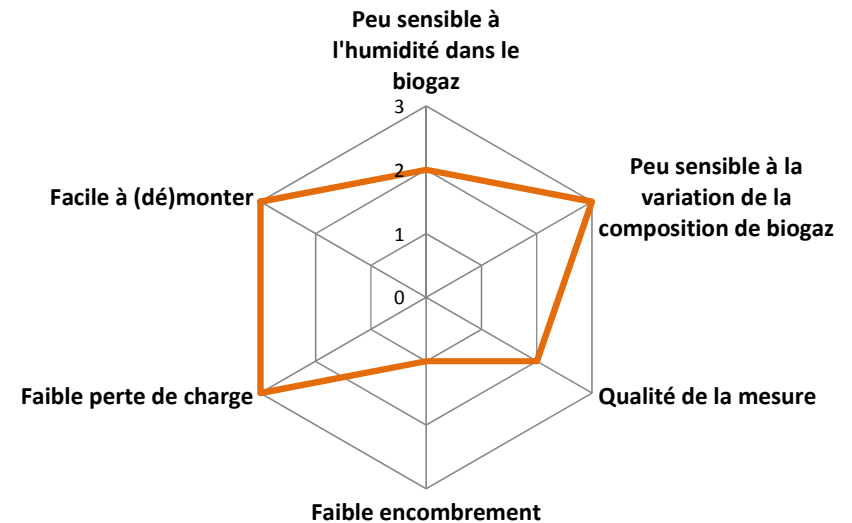 Peu sensible à
l'humidité dans le
biogaz
3
2
1
0
Peu sensible à la
variation de la
composition de biogaz
Facile à (dé)monter
Faible perte de charge
Qualité de la mesure
Faible encombrement